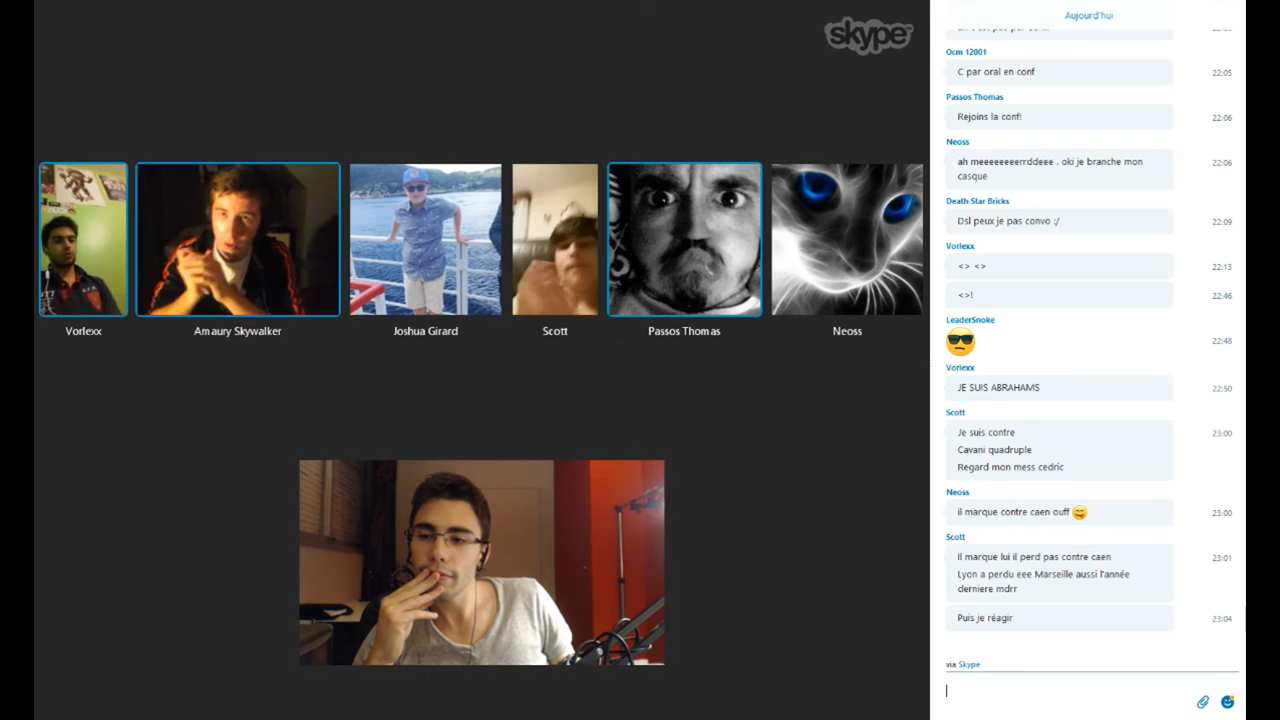 skype
Aujourd'hui
22:05
Ocm 12001
C par oral en conf
22:05
Passos Thomas
Rejoins la conf!
22:06
Neoss
ah meeeeeeeerrddeee . oki je branche mon
22:06
casque
Death Star Bricks
Dsl peux je pas convo :/
22:09
Vorlexx
<> <>
22:13
<>!
22:46
LeaderSnoke
22:48
Vorlexx
JE SUIS ABRAHAMS
22:50
Scott
Je suis contre
23:00
Cavani quadruple
Regard mon mess cedric
Neoss
il marque contre caen ouff
23:00
Scott
Il marque lui il perd pas contre caen
23:01
Lyon a perdu eee Marseille aussi l'année
derniere mdrr
Puis je réagir
23:04
via Skype
Vorlexx
Amaury Skywalker
Joshua Girard
Scott
Passos Thomas
Neoss